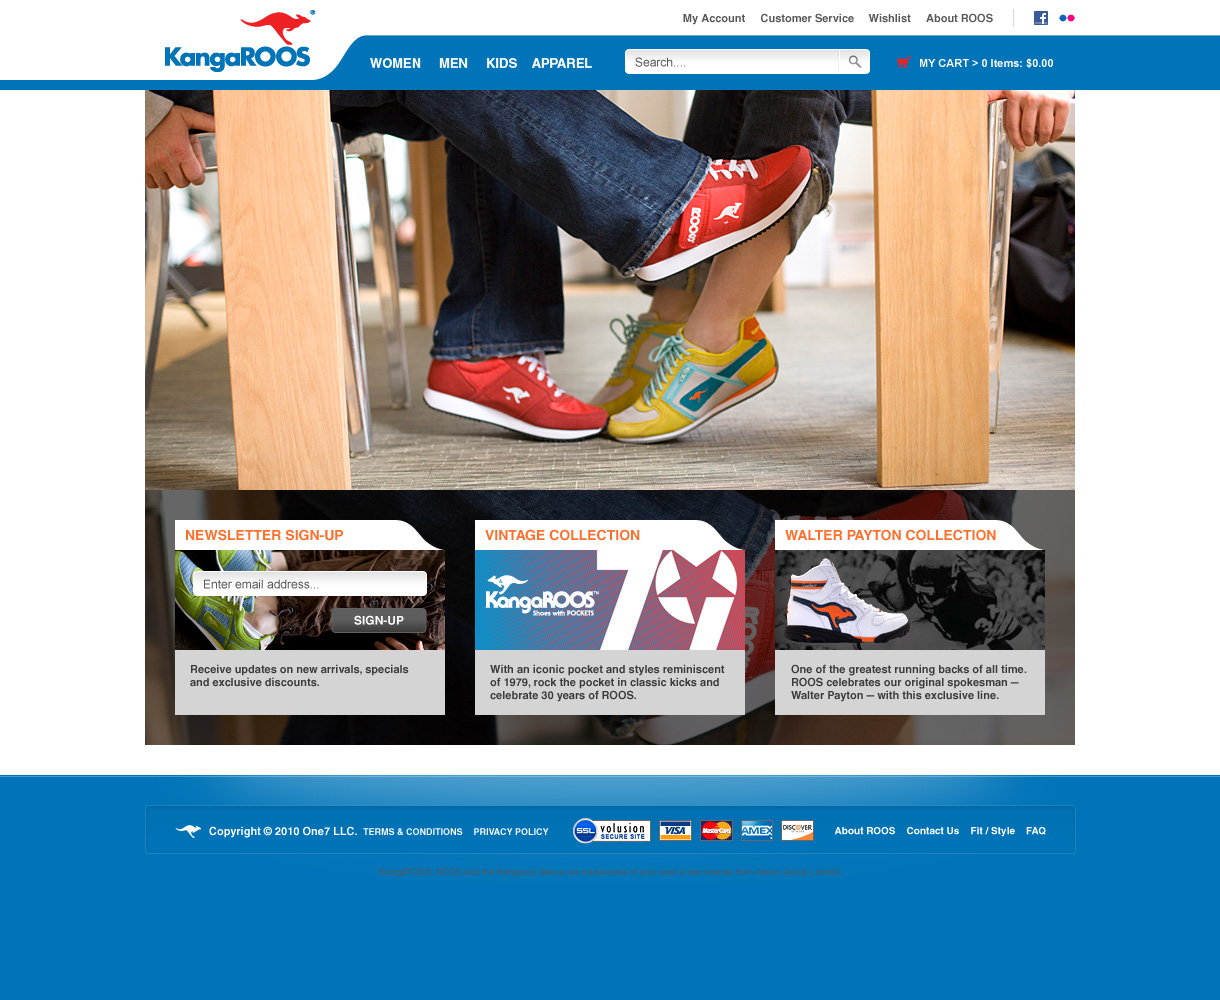 My Account Customer Service Wishlist About ROOS
KangaROOS®
WOMEN MEN KIDS APPAREL
Search....
MY CART > 0 Items: $0.00
ROOS
NEWSLETTER SIGN-UP
Enter email address...
SIGN-UP
Receive updates on new arrivals, specials
and exclusive discounts.
VINTAGE COLLECTION
79
KangaROOS™
Shoes with POCKETS
With an iconic pocket and styles reminiscent
of 1979, rock the pocket in classic kicks and
celebrate 30 years of ROOS.
ROOS
WALTER PAYTON COLLECTION
One of the greatest running backs of all time.
ROOS celebrates our original spokesman —
Walter Payton — with this exclusive line.
Copyright © 2010 One7 LLC. TERMS & CONDITIONS PRIVACY POLICY
SSL volusion
SECURE SITE
VISA MasterCard AMEX DISCOVER
About ROOS Contact Us Fit / Style FAQ